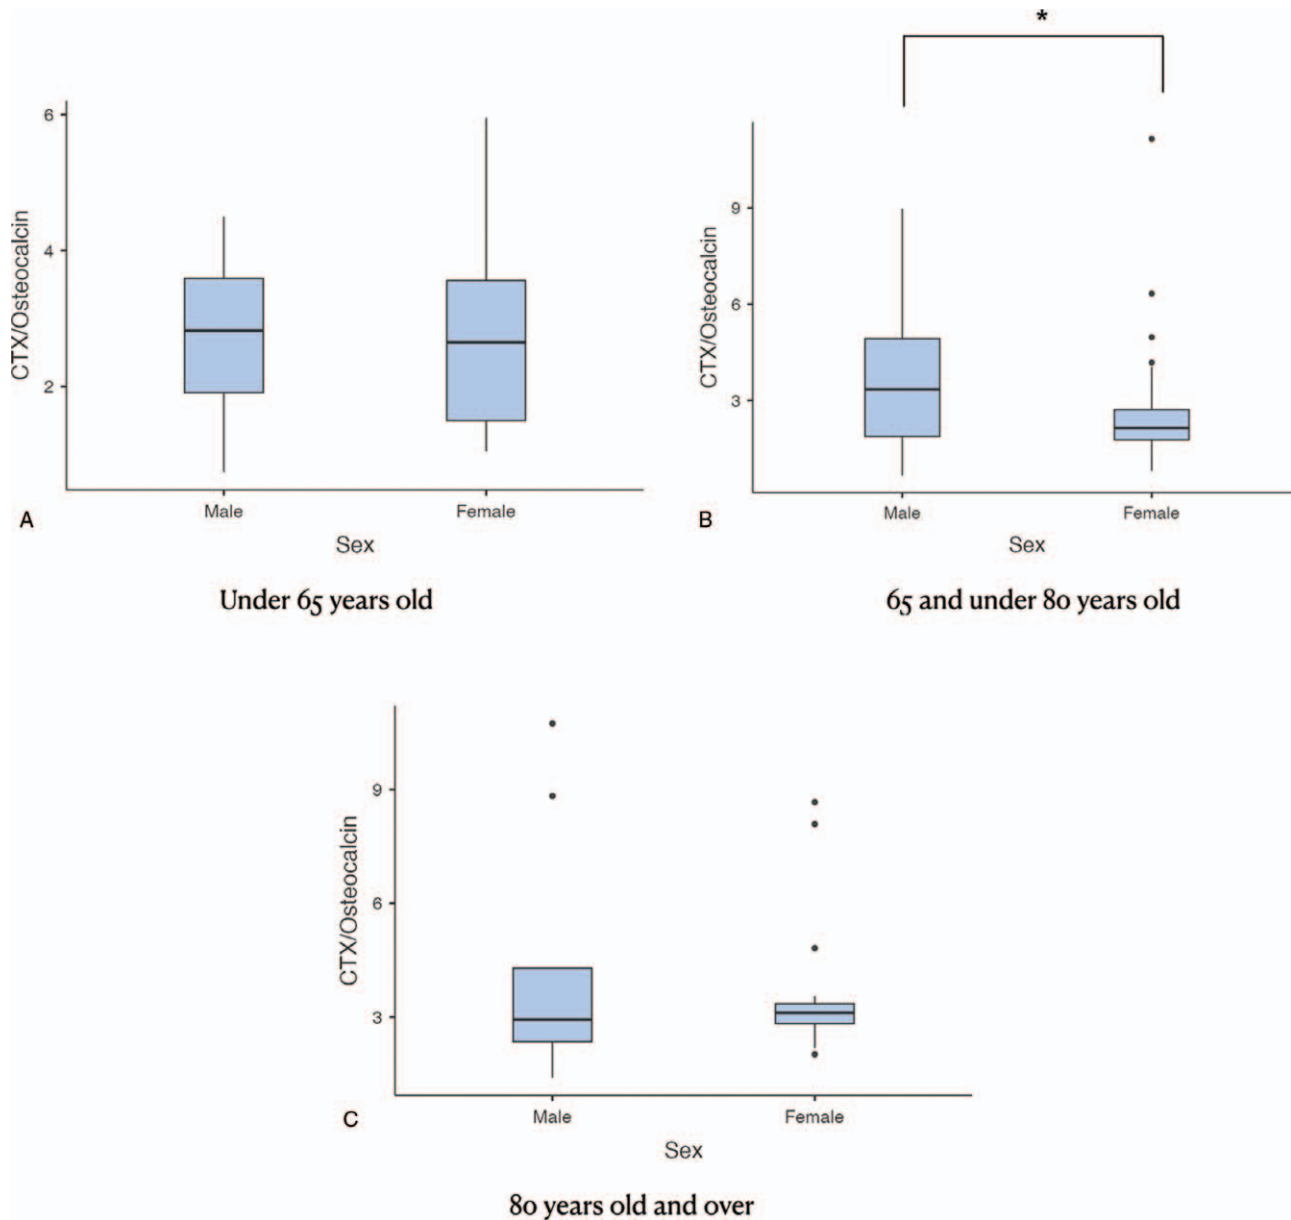 6
4
2
CTX/Osteocalcin
Male
Female
A
Sex
Under 65 years old
*
9
6
3
CTX/Osteocalcin
Male
Female
B
Sex
65 and under 80 years old
9
6
3
CTX/Osteocalcin
Male
Female
C
Sex
80 years old and over